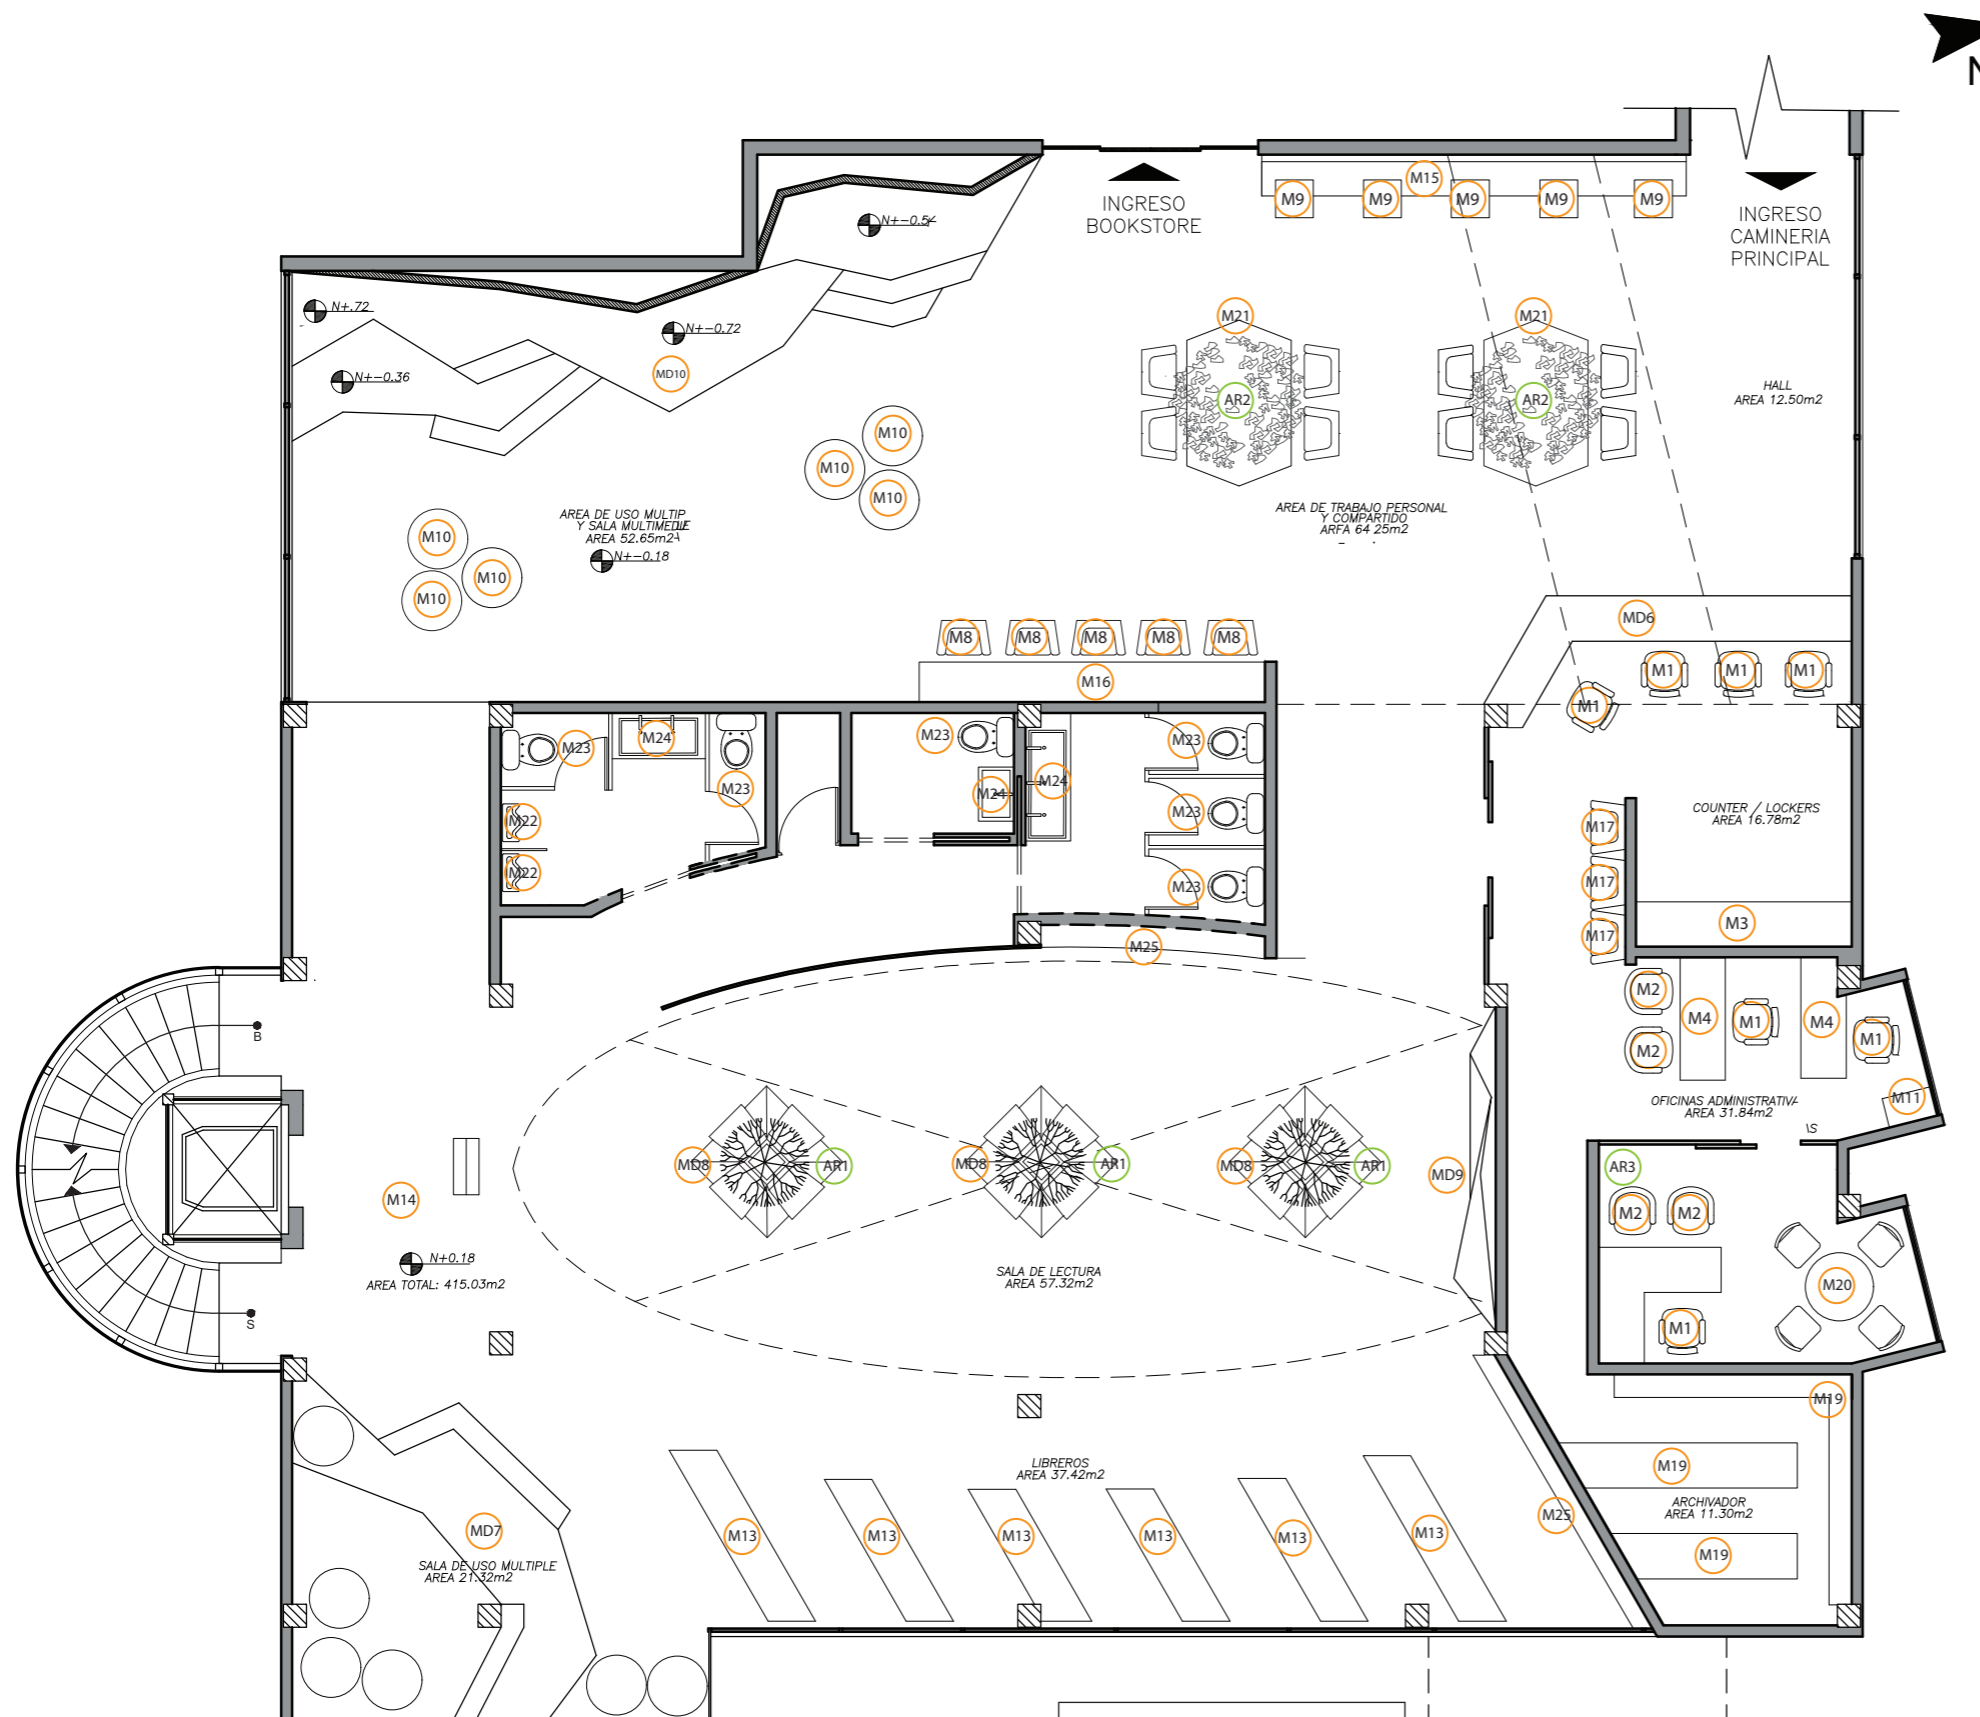 N
INGRESO
BOOKSTORE
M15
M9
M9
M9
M9
M9
INGRESO
CAMINERIA
PRINCIPAL
N+-0.54
N+.72
N+-0.72
N+-0.36
MD10
M21
M21
AR2
AR2
HALL
AREA 12.50m2
M10
M10
M10
M10
M10
M10
AREA DE USO MULTIP
Y SALA MULTIMEDI
AREA 52.65m2
N+-0.18
AREA DE TRABAJO PERSONAL
Y COMPARTIDO
AREA 64.25m2
MD6
M8
M8
M8
M8
M8
M16
M1
M1
M1
M1
M23
M24
M23
M22
M22
M23
M24
M24
M23
M23
M23
M25
M17
M17
M17
COUNTER / LOCKERS
AREA 16.78m2
M3
M2
M2
M4
M1
M4
M1
M11
OFICINAS ADMINISTRATIVA
AREA 31.84m2
\S
B
S
M14
N+0.18
AREA TOTAL: 415.03m2
MD8
AR1
MD8
AR1
MD8
AR1
MD9
SALA DE LECTURA
AREA 57.32m2
AR3
M2
M2
M20
M1
M19
M19
M19
ARCHIVADOR
AREA 11.30m2
LIBREROS
AREA 37.42m2
M13
M13
M13
M13
M13
M13
M25
MD7
SALA DE USO MULTIPLE
AREA 21.32m2